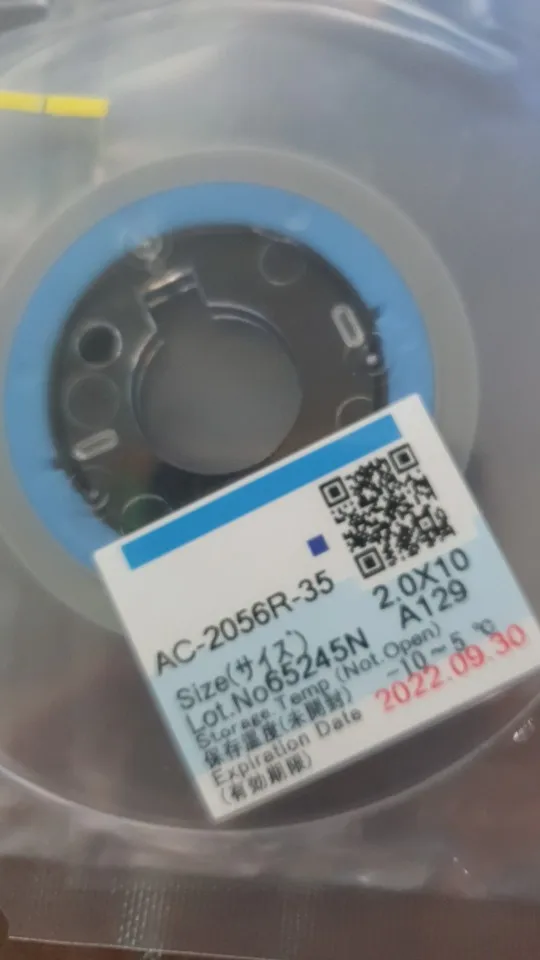 AC-2056R-35
Size(サイズ) 2.0X10
Lot.No65245N A129
Storage Temp (Not.Open)
保存温度(未開封) -10～5 ℃
Expiration Date 2022.09.30
(有効期限)